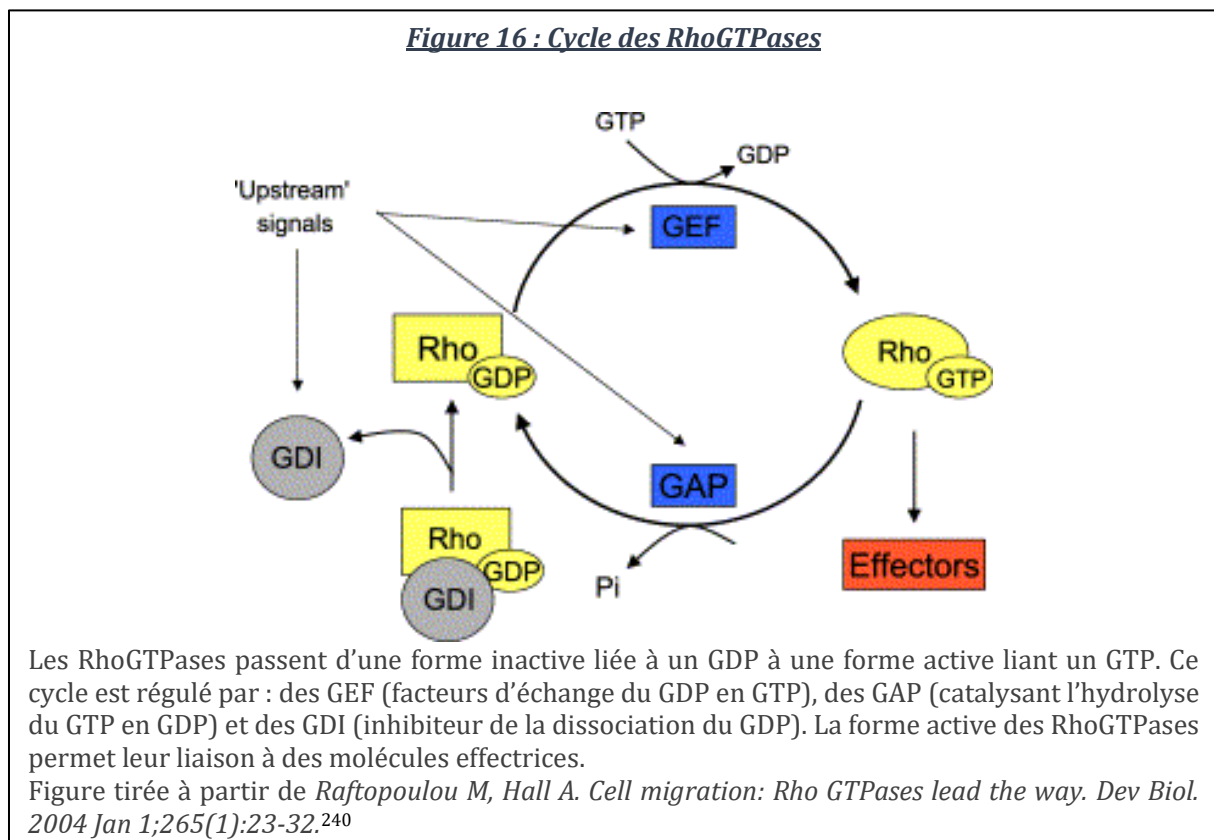 Figure 16 : Cycle des RhoGTPases
GTP
GDP
'Upstream'
signals
GEF
Rho
GDP
Rho
GTP
GDI
GAP
Rho
GDP
GDI
Pi
Effectors
Les RhoGTPases passent d’une forme inactive liée à un GDP à une forme active liant un GTP. Ce
cycle est régulé par : des GEF (facteurs d’échange du GDP en GTP), des GAP (catalysant l’hydrolyse
du GTP en GDP) et des GDI (inhibiteur de la dissociation du GDP). La forme active des RhoGTPases
permet leur liaison à des molécules effectrices.
Figure tirée à partir de Raftopoulou M, Hall A. Cell migration: Rho GTPases lead the way. Dev Biol.
2004 Jan 1;265(1):23-32.240